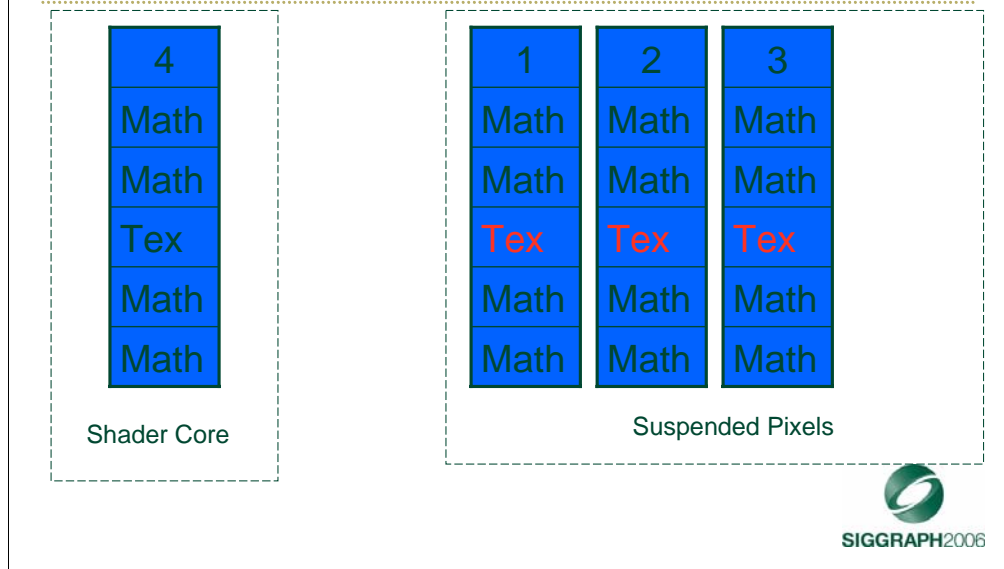 4
Math
Math
Tex
Math
Math
Shader Core
1 2 3
Math Math Math
Math Math Math
Tex Tex Tex
Math Math Math
Math Math Math
Suspended Pixels
SIGGRAPH2006